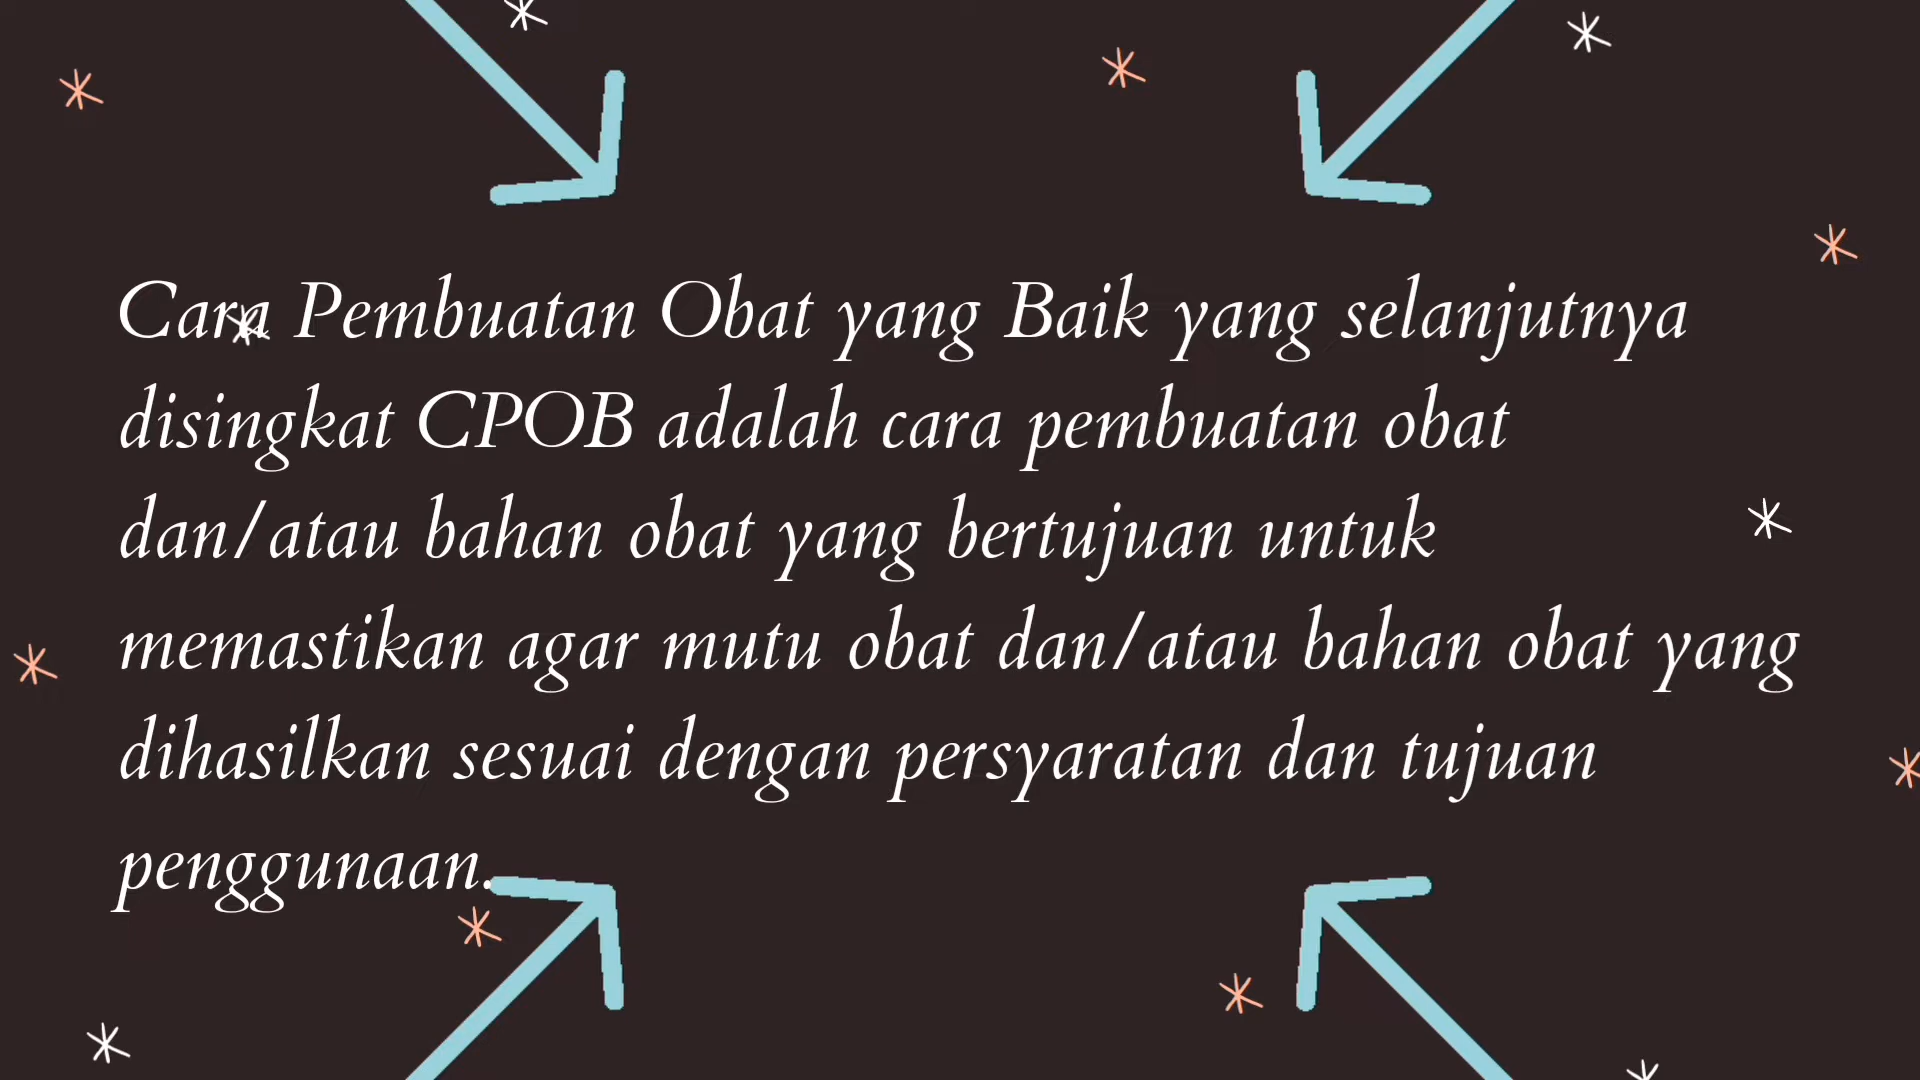 Cara Pembuatan Obat yang Baik yang selanjutnya
disingkat CPOB adalah cara pembuatan obat
dan/atau bahan obat yang bertujuan untuk
memastikan agar mutu obat dan/atau bahan obat yang
dihasilkan sesuai dengan persyaratan dan tujuan
penggunaan.